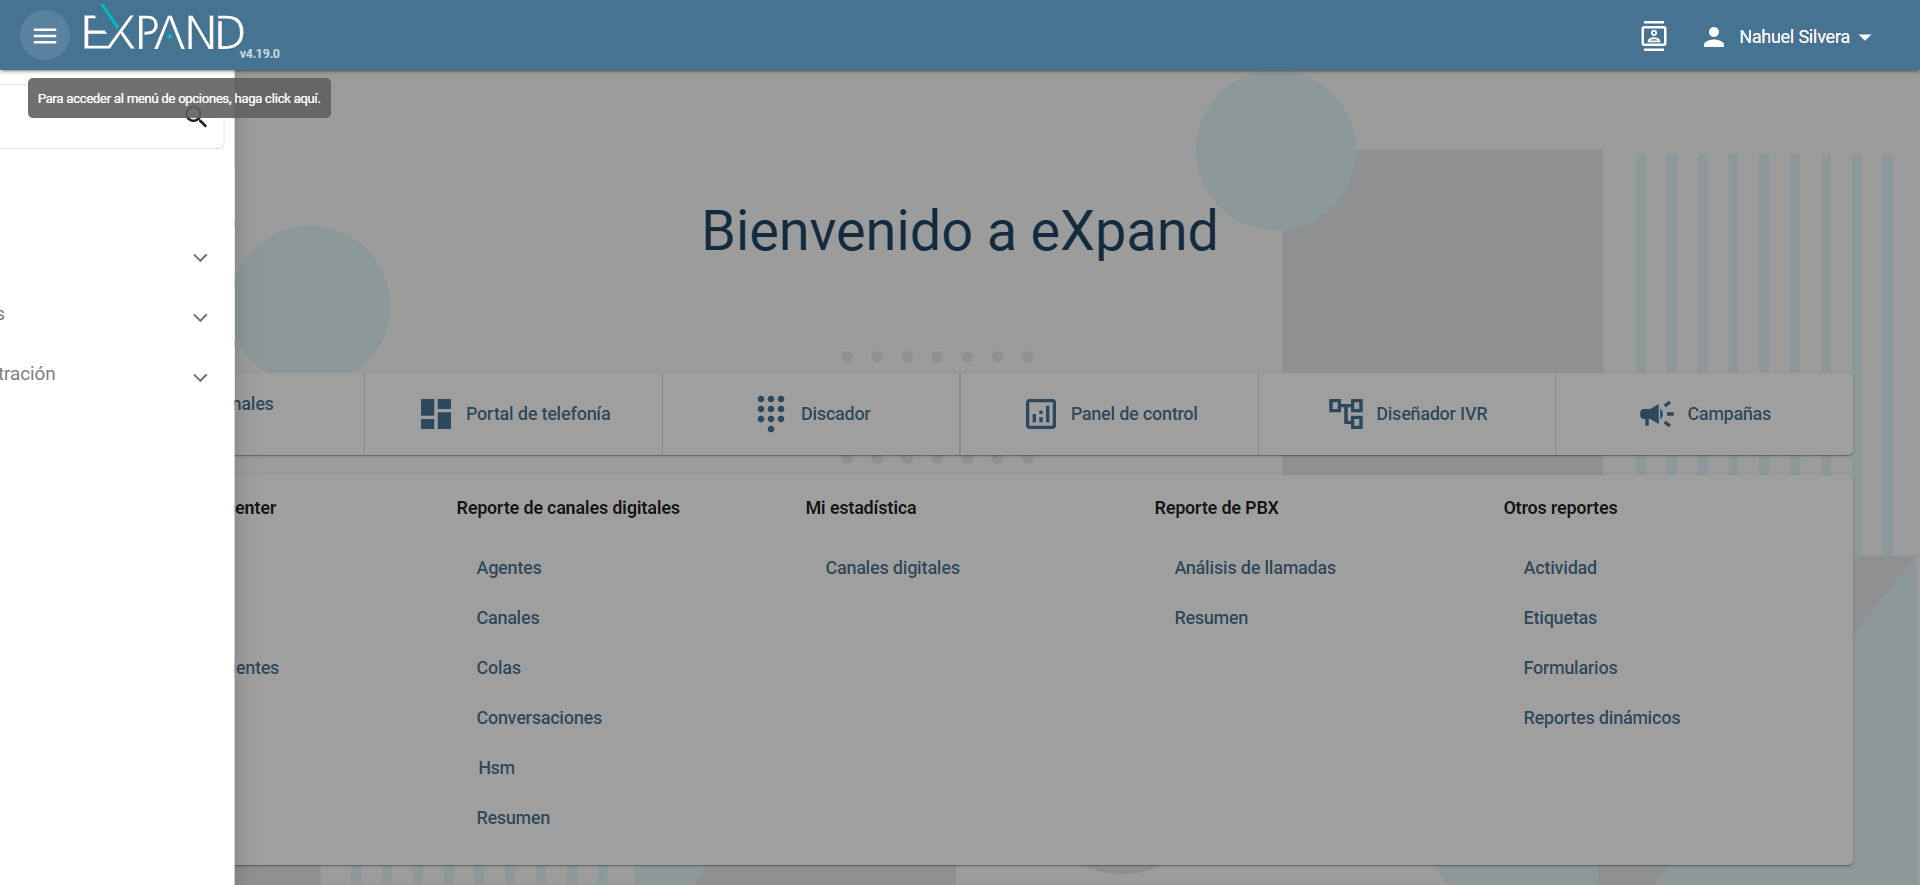 EXPAND
v4.19.0
Nahuel Silvera
Para acceder al menú de opciones, haga click aquí.
Bienvenido a eXpand
s
tración
nales
Portal de telefonía
Discador
Panel de control
Diseñador IVR
Campañas
enter
Reporte de canales digitales
Mi estadística
Reporte de PBX
Otros reportes
Agentes
Canales digitales
Análisis de llamadas
Actividad
Canales
Resumen
Etiquetas
ientes
Colas
Formularios
Conversaciones
Reportes dinámicos
Hsm
Resumen